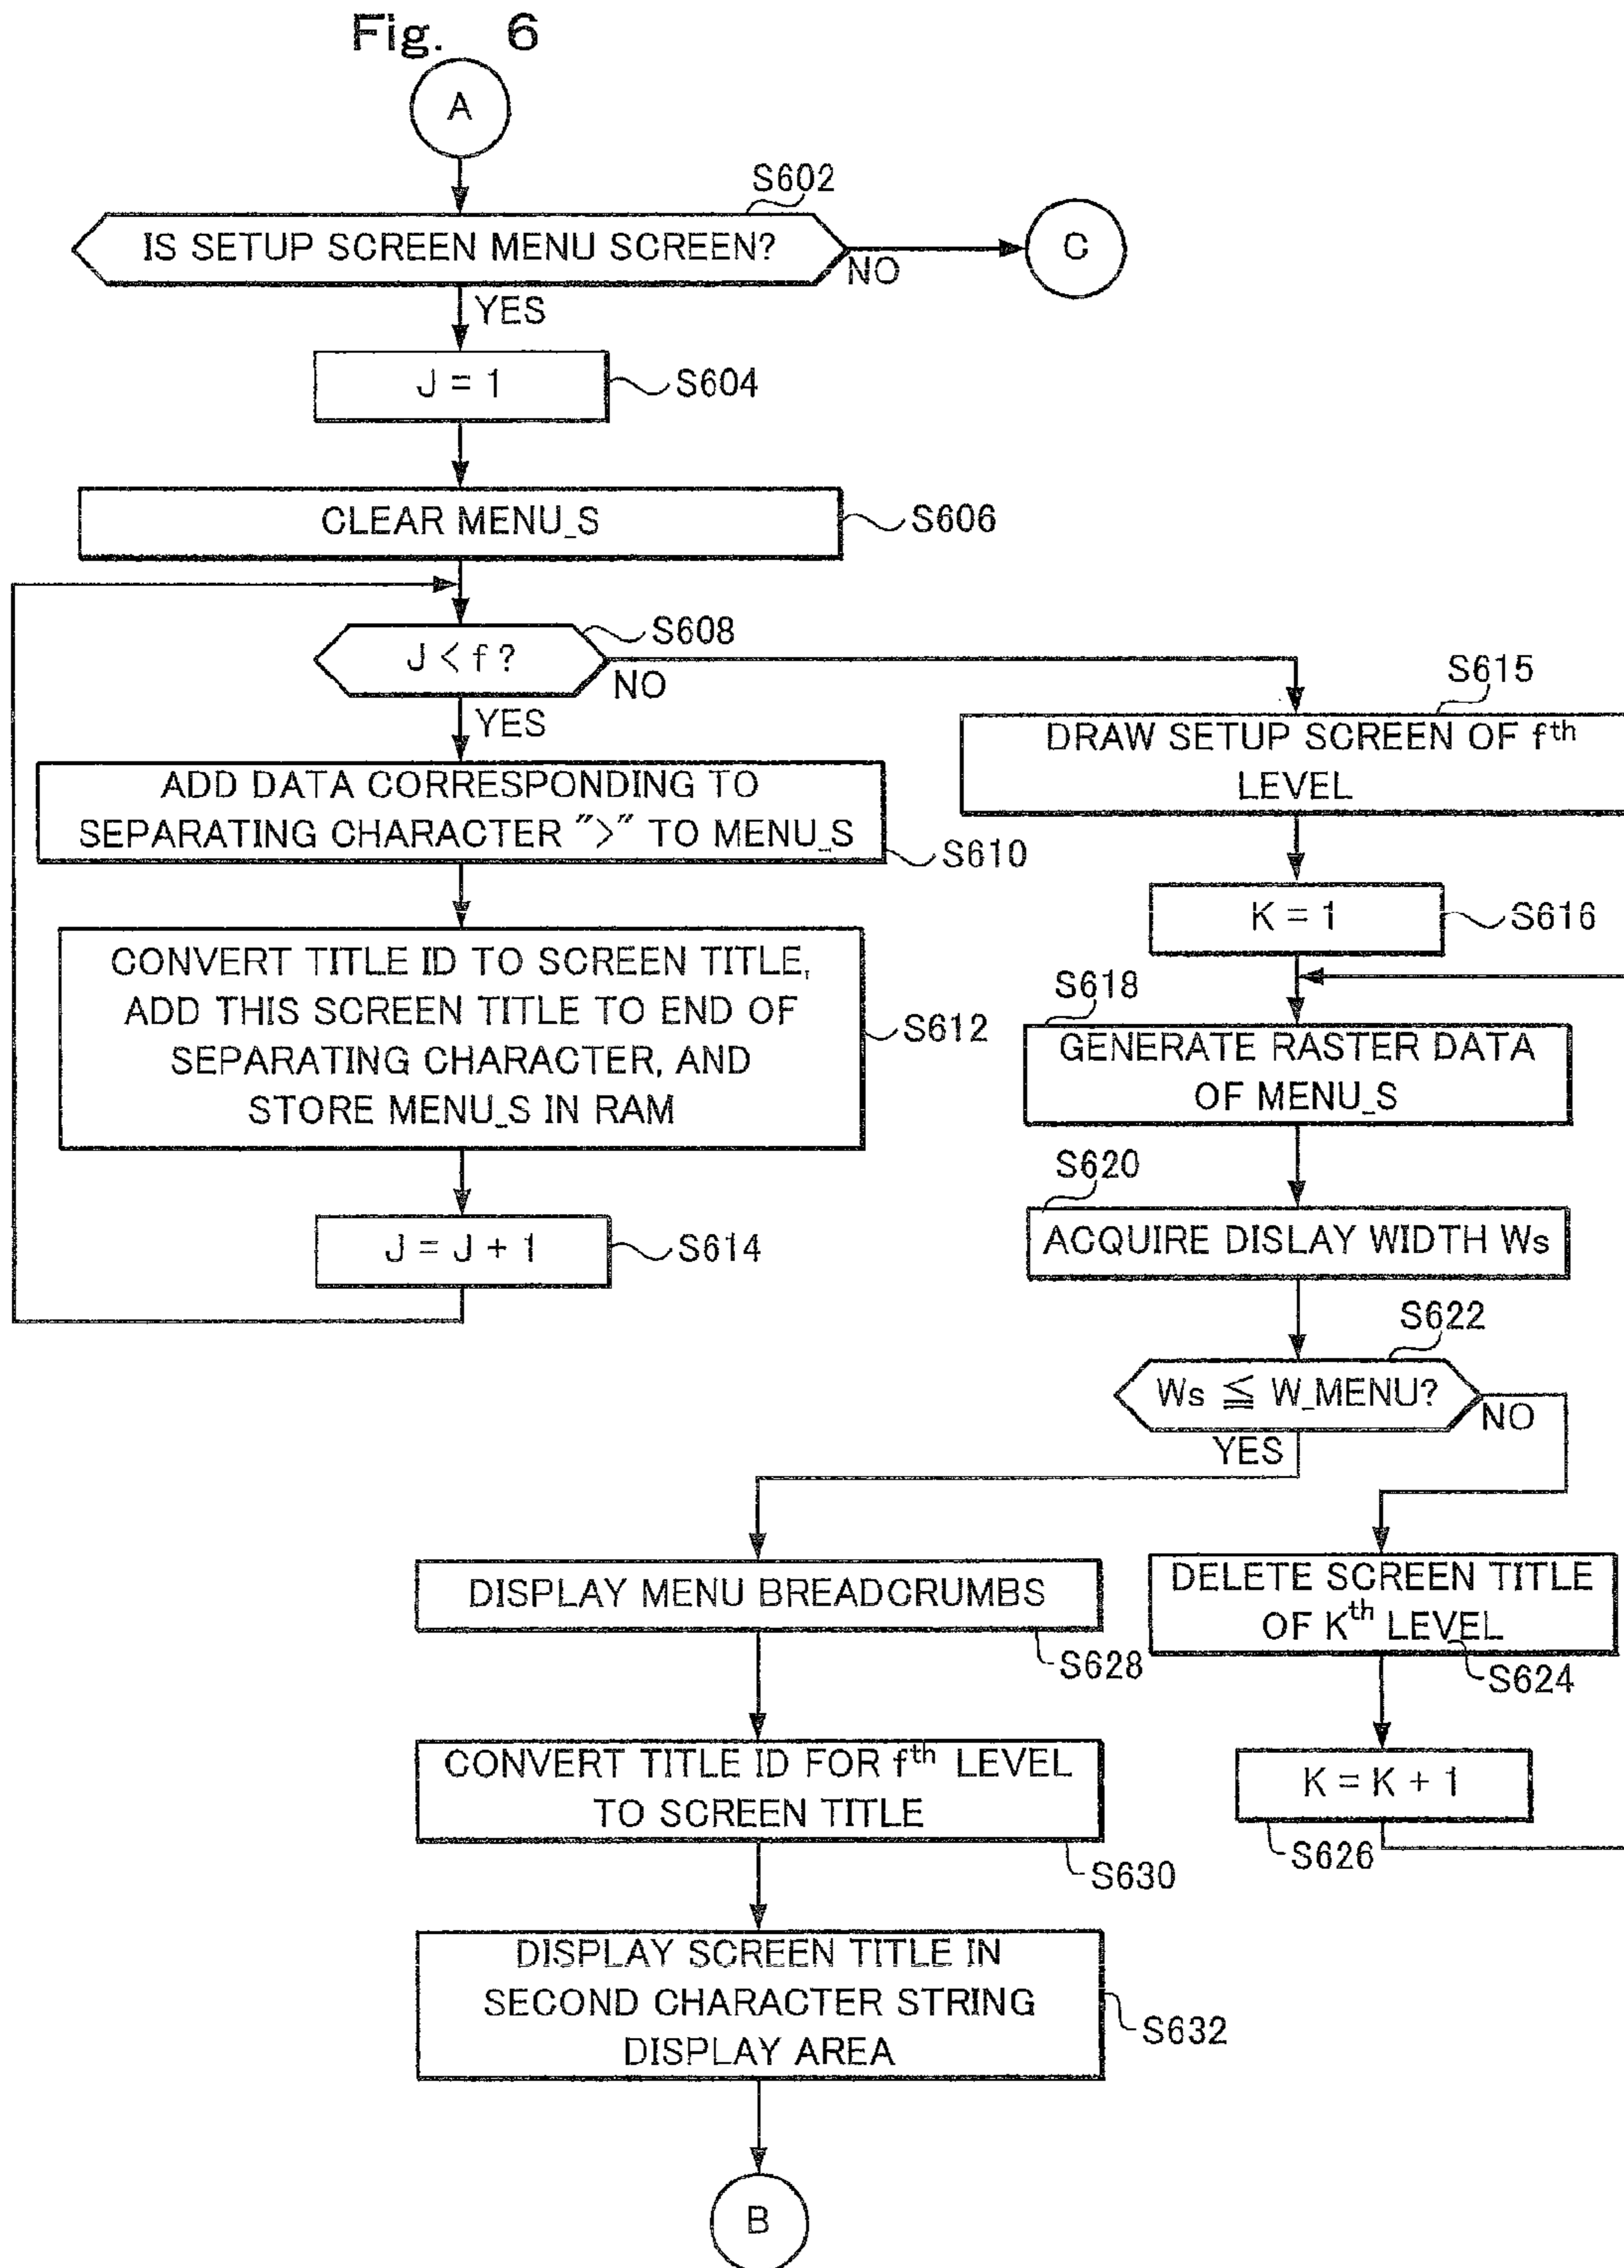 Fig. 6
A
S602
IS SETUP SCREEN MENU SCREEN?
NO
C
YES
J = 1
S604
CLEAR MENU_S
S606
J < f ?
S608
NO
YES
S615
DRAW SETUP SCREEN OF fth
LEVEL
ADD DATA CORRESPONDING TO
SEPARATING CHARACTER ">" TO MENU_S
S610
K = 1
S616
CONVERT TITLE ID TO SCREEN TITLE,
ADD THIS SCREEN TITLE TO END OF
SEPARATING CHARACTER, AND
STORE MENU_S IN RAM
S612
S618
GENERATE RASTER DATA
OF MENU_S
J = J + 1
S614
S620
ACQUIRE DISLAY WIDTH Ws
S622
Ws ≦ W_MENU?
NO
YES
DISPLAY MENU BREADCRUMBS
S628
DELETE SCREEN TITLE
OF Kth LEVEL
S624
CONVERT TITLE ID FOR fth LEVEL
TO SCREEN TITLE
S630
K = K + 1
S626
DISPLAY SCREEN TITLE IN
SECOND CHARACTER STRING
DISPLAY AREA
S632
B